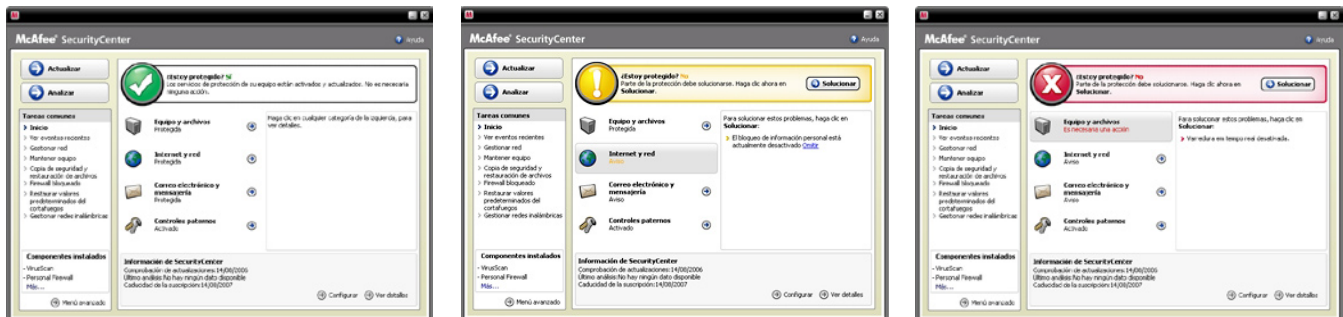 McAfee® SecurityCenter
Ayuda
Actualizar
Analizar
Tareas comunes
Inicio
Ver eventos recientes
Gestionar red
Mantener equipo
Copia de seguridad y
restauración de archivos
Firewall bloqueado
Restaurar valores
predeterminados del
cortafuegos
Gestionar redes inalámbricas
Componentes instalados
-VirusScan
-Personal Firewall
Más...
Menú avanzado
¿Estoy protegido? Sí
Los servicios de protección de su equipo están activados y actualizados. No es necesaria
ninguna acción.
Equipo y archivos
Protegida
Internet y red
Protegida
Correo electrónico y
mensajería
Protegida
Controles paternos
Activado
Haga clic en cualquier categoría de la izquierda, para
ver detalles.
Información de SecurityCenter
Comprobación de actualizaciones:14/08/2006
Último análisis:No hay ningún dato disponible
Caducidad de la suscripción:14/08/2007
Configurar
Ver detalles
McAfee® SecurityCenter
Ayuda
Actualizar
Analizar
Tareas comunes
Inicio
Ver eventos recientes
Gestionar red
Mantener equipo
Copia de seguridad y
restauración de archivos
Firewall bloqueado
Restaurar valores
predeterminados del
cortafuegos
Gestionar redes inalámbricas
Componentes instalados
-VirusScan
-Personal Firewall
Más...
Menú avanzado
¿Estoy protegido? No
Parte de la protección debe solucionarse. Haga clic ahora en
Solucionar.
Solucionar
Equipo y archivos
Protegida
Internet y red
Aviso
Correo electrónico y
mensajería
Aviso
Controles paternos
Activado
Para solucionar estos problemas, haga clic en
Solucionar:
El bloqueo de información personal está
actualmente desactivado Omitir
Información de SecurityCenter
Comprobación de actualizaciones:14/08/2006
Último análisis:No hay ningún dato disponible
Caducidad de la suscripción:14/08/2007
Configurar
Ver detalles
McAfee® SecurityCenter
Ayuda
Actualizar
Analizar
Tareas comunes
Inicio
Ver eventos recientes
Gestionar red
Mantener equipo
Copia de seguridad y
restauración de archivos
Firewall bloqueado
Restaurar valores
predeterminados del
cortafuegos
Gestionar redes inalámbricas
Componentes instalados
-VirusScan
-Personal Firewall
Más...
Menú avanzado
¿Estoy protegido? No
Parte de la protección debe solucionarse. Haga clic ahora en
Solucionar.
Solucionar
Equipo y archivos
Es necesaria una acción
Internet y red
Aviso
Correo electrónico y
mensajería
Aviso
Controles paternos
Activado
Para solucionar estos problemas, haga clic en
Solucionar:
en tiempo real desativada.
Información de SecurityCenter
Comprobación de actualizaciones:14/08/2006
Último análisis:No hay ningún dato disponible
Caducidad de la suscripción:14/08/2007
Configurar
Ver detalles